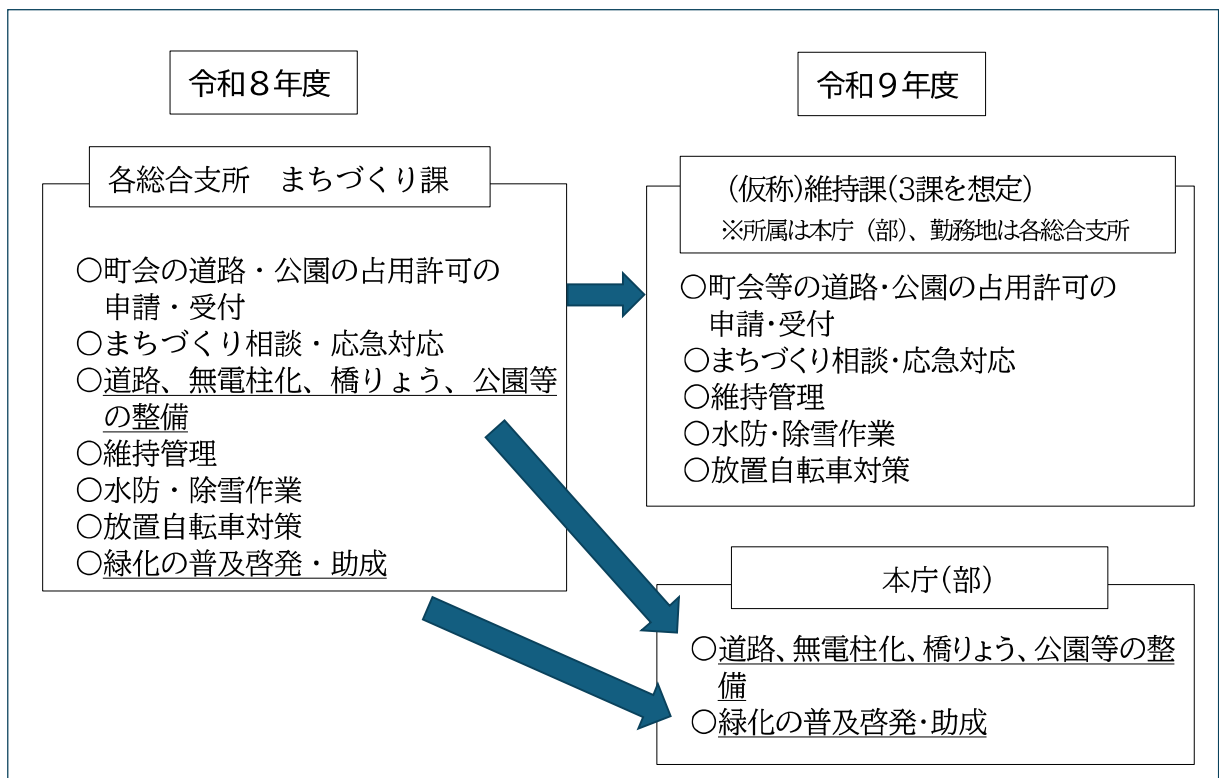 令和８年度
各総合支所　まちづくり課
○町会の道路・公園の占用許可の
申請・受付
○まちづくり相談・応急対応
○道路、無電柱化、橋りょう、公園等
の整備
○維持管理
○水防・除雪作業
○放置自転車対策
○緑化の普及啓発・助成
令和９年度
(仮称)維持課(3課を想定)
※所属は本庁（部）、勤務地は各総合支所
○町会等の道路･公園の占用許可の
申請･受付
○まちづくり相談･応急対応
○維持管理
○水防･除雪作業
○放置自転車対策
本庁(部)
○道路､無電柱化､橋りょう､公園等の整
備
○緑化の普及啓発･助成